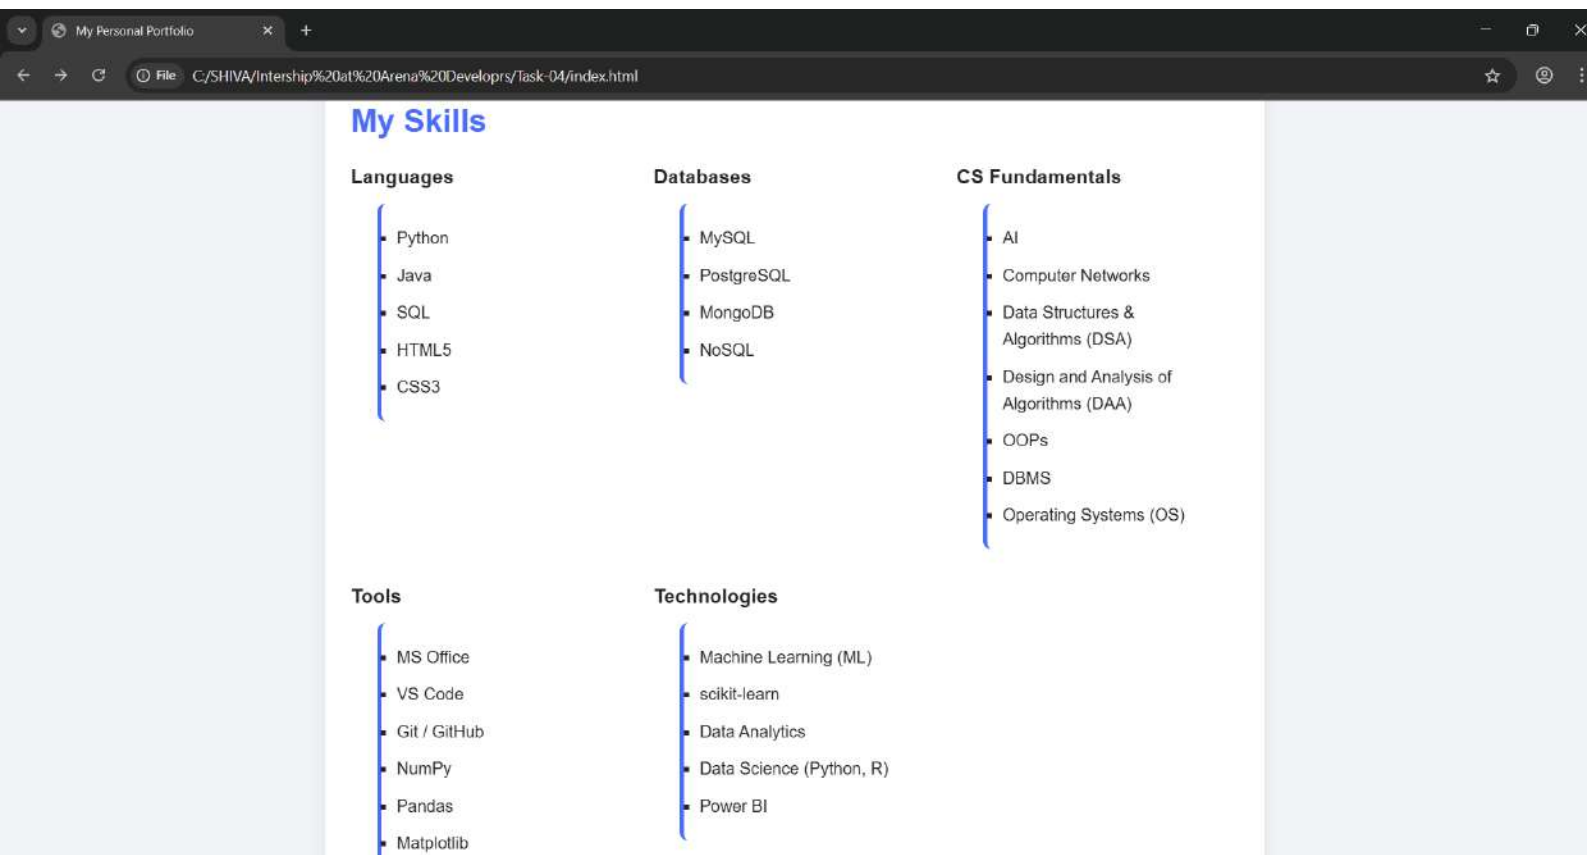 My Personal Portfolio
File C:/SHIVA/Intership%20at%20Arena%20Developrs/Task-04/index.html
My Skills
Languages
Python
Java
SQL
HTML5
CSS3
Databases
MySQL
PostgreSQL
MongoDB
NoSQL
CS Fundamentals
AI
Computer Networks
Data Structures &
Algorithms (DSA)
Design and Analysis of
Algorithms (DAA)
OOPs
DBMS
Operating Systems (OS)
Tools
MS Office
VS Code
Git / GitHub
NumPy
Pandas
Matplotlib
Technologies
Machine Learning (ML)
scikit-learn
Data Analytics
Data Science (Python, R)
Power BI